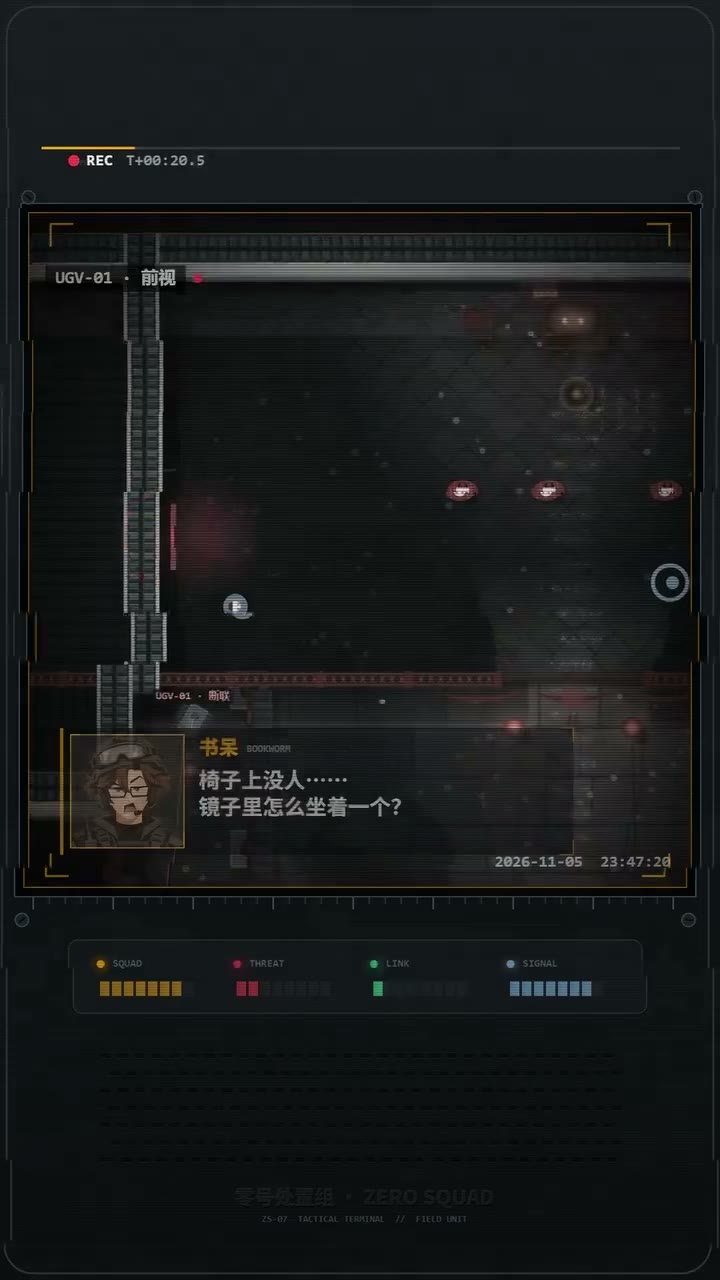 REC T+00:20.5
UGV-01 · 前视
UGV-01 · 断联
书呆 BOOKWORM
椅子上没人……
镜子里怎么坐着一个？
2026-11-05 23:47:20
SQUAD THREAT LINK SIGNAL
零号处置组 · ZERO SQUAD
ZS-07 TACTICAL TERMINAL // FIELD UNIT